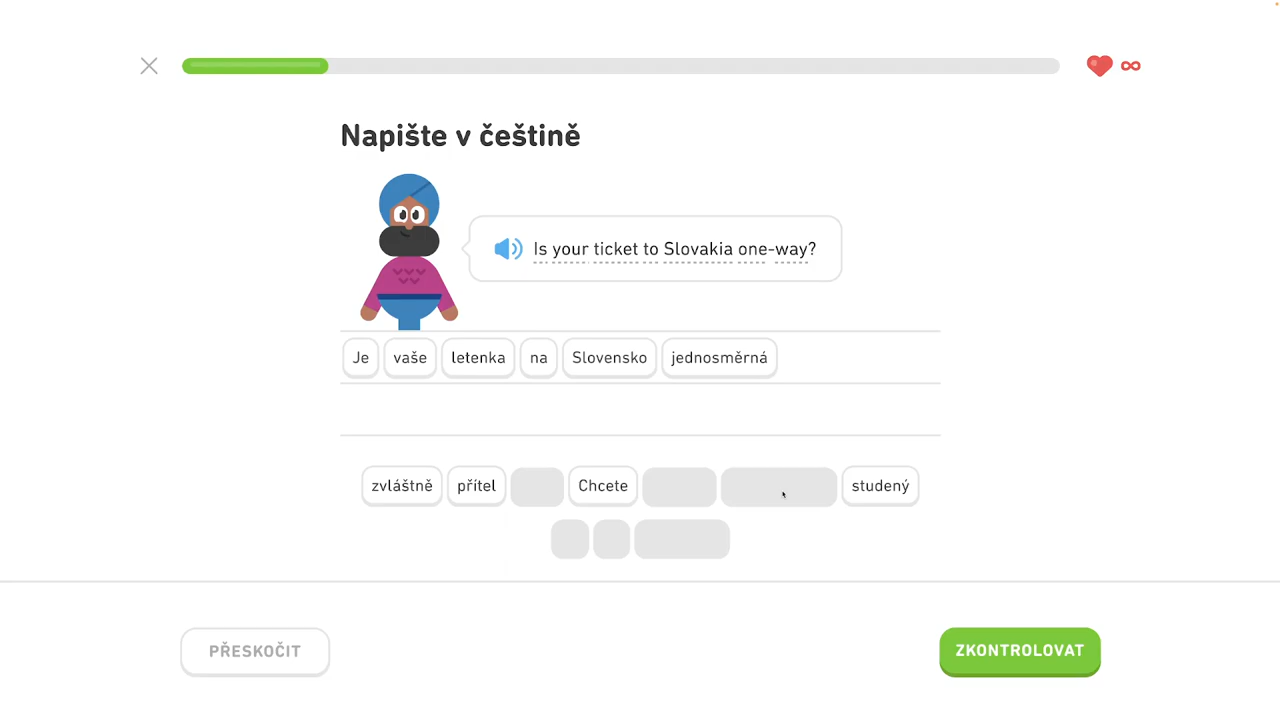 Napište v češtině
Is your ticket to Slovakia one-way?
Je vaše letenka na Slovensko jednosměrná
zvláštně přítel Chcete studený
PŘESKOČIT ZKONTROLOVAT